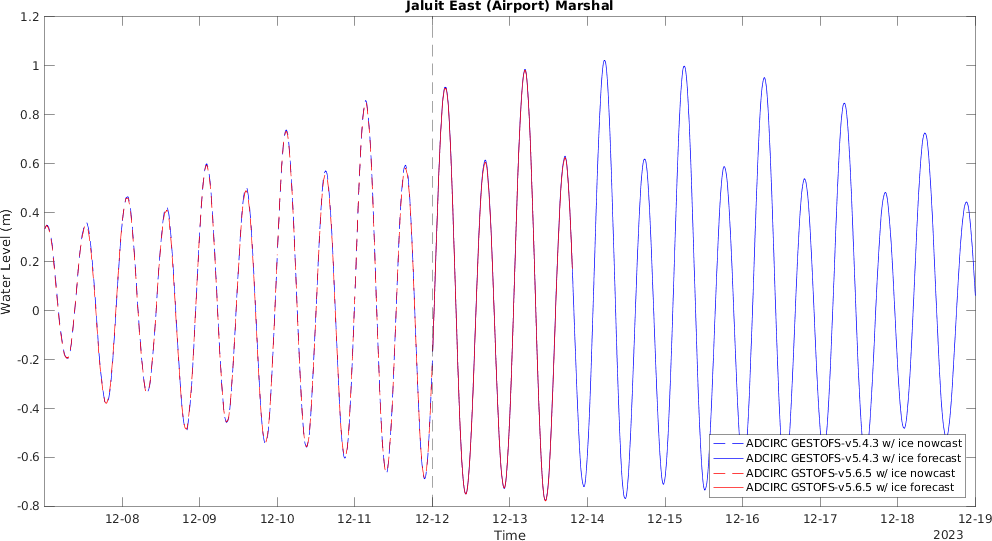 Jaluit East (Airport) Marshal
Water Level (m)
1.2
1
0.8
0.6
0.4
0.2
0
-0.2
-0.4
-0.6
-0.8
ADCIRC GESTOFS-v5.4.3 w/ ice nowcast
ADCIRC GESTOFS-v5.4.3 w/ ice forecast
ADCIRC GSTOFS-v5.6.5 w/ ice nowcast
ADCIRC GSTOFS-v5.6.5 w/ ice forecast
12-08 12-09 12-10 12-11 12-12 12-13 12-14 12-15 12-16 12-17 12-18 12-19
Time
2023